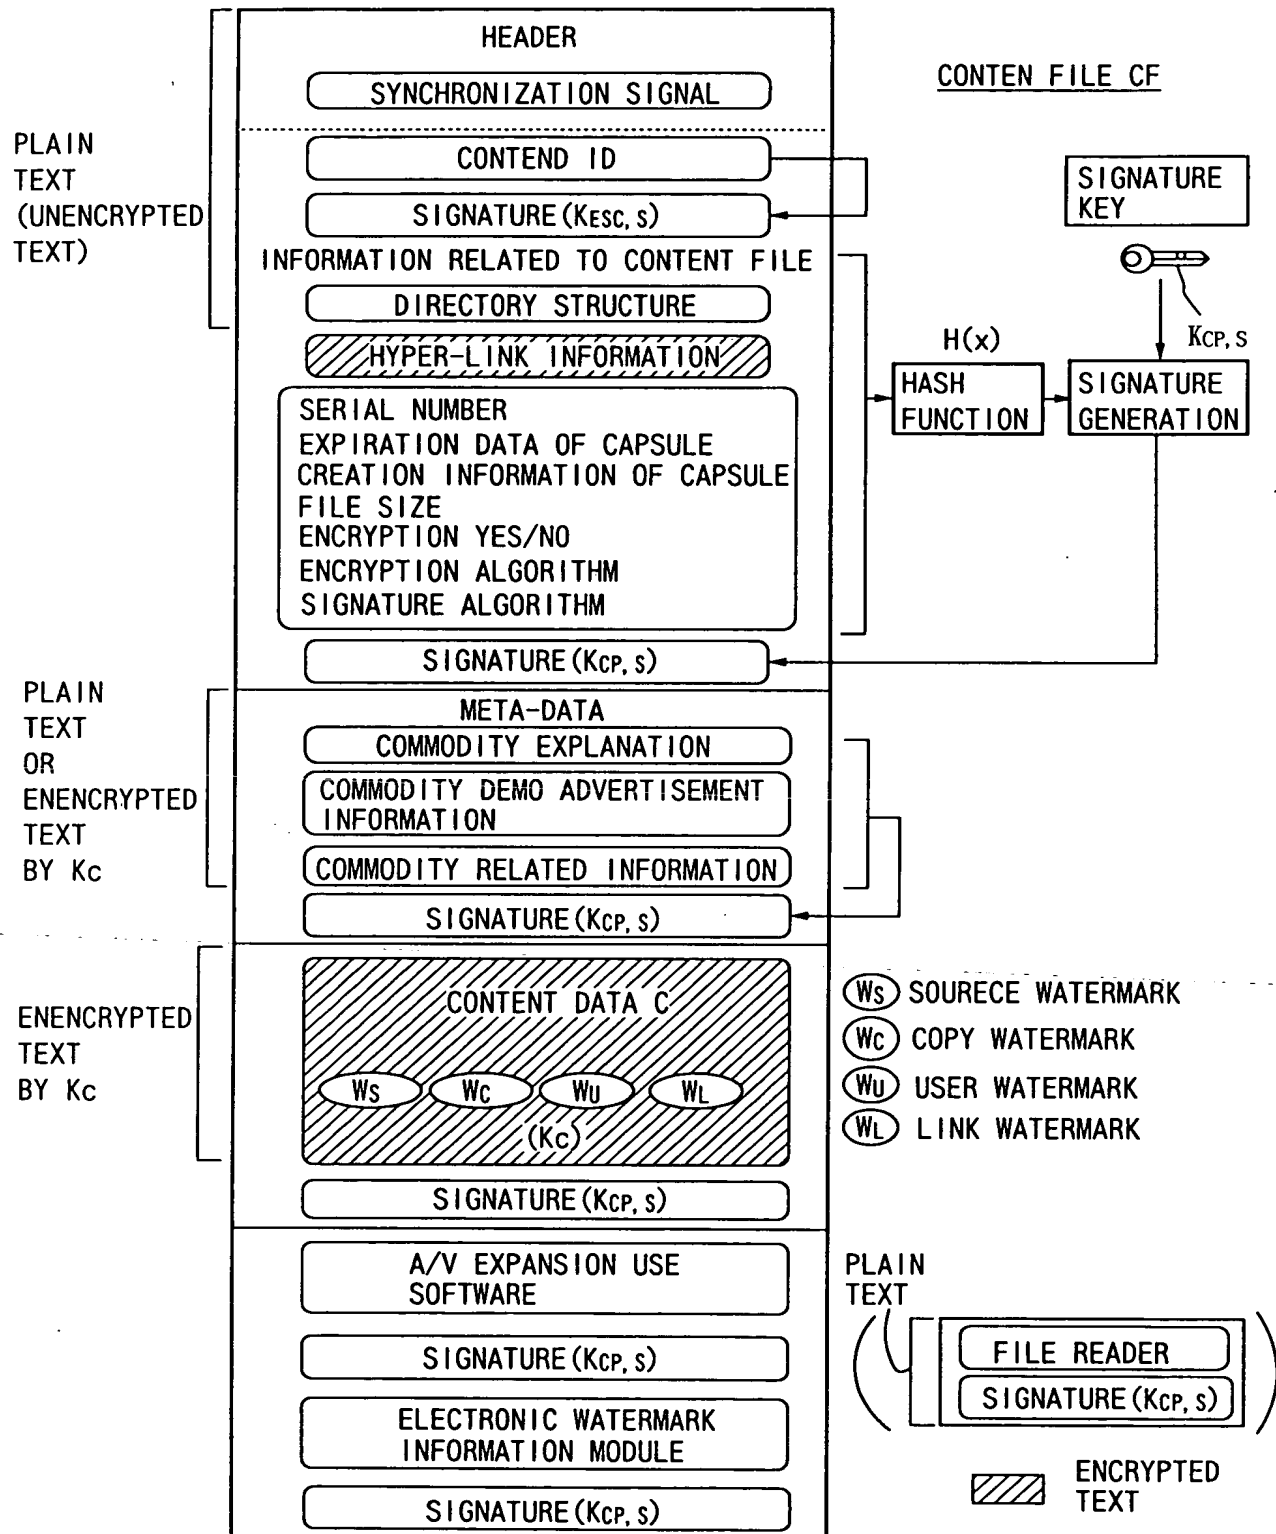 HEADER
SYNCHRONIZATION SIGNAL
CONTEN FILE CF
PLAIN
TEXT
(UNENCRYPTED
TEXT)
CONTEND ID
SIGNATURE(KESC, S)
INFORMATION RELATED TO CONTENT FILE
DIRECTORY STRUCTURE
HYPER-LINK INFORMATION
SERIAL NUMBER
EXPIRATION DATA OF CAPSULE
CREATION INFORMATION OF CAPSULE
FILE SIZE
ENCRYPTION YES/NO
ENCRYPTION ALGORITHM
SIGNATURE ALGORITHM
SIGNATURE(KCP, S)
SIGNATURE
KEY
KCP, S
H(x)
HASH
FUNCTION
SIGNATURE
GENERATION
PLAIN
TEXT
OR
ENENCRYPTED
TEXT
BY Kc
META-DATA
COMMODITY EXPLANATION
COMMODITY DEMO ADVERTISEMENT
INFORMATION
COMMODITY RELATED INFORMATION
SIGNATURE(KCP, S)
ENENCRYPTED
TEXT
BY Kc
CONTENT DATA C
WS WC WU WL
(Kc)
SIGNATURE(KCP, S)
WS SOURECE WATERMARK
WC COPY WATERMARK
WU USER WATERMARK
WL LINK WATERMARK
A/V EXPANSION USE
SOFTWARE
SIGNATURE(KCP, S)
ELECTRONIC WATERMARK
INFORMATION MODULE
SIGNATURE(KCP, S)
PLAIN
TEXT
FILE READER
SIGNATURE(KCP, S)
ENCRYPTED
TEXT